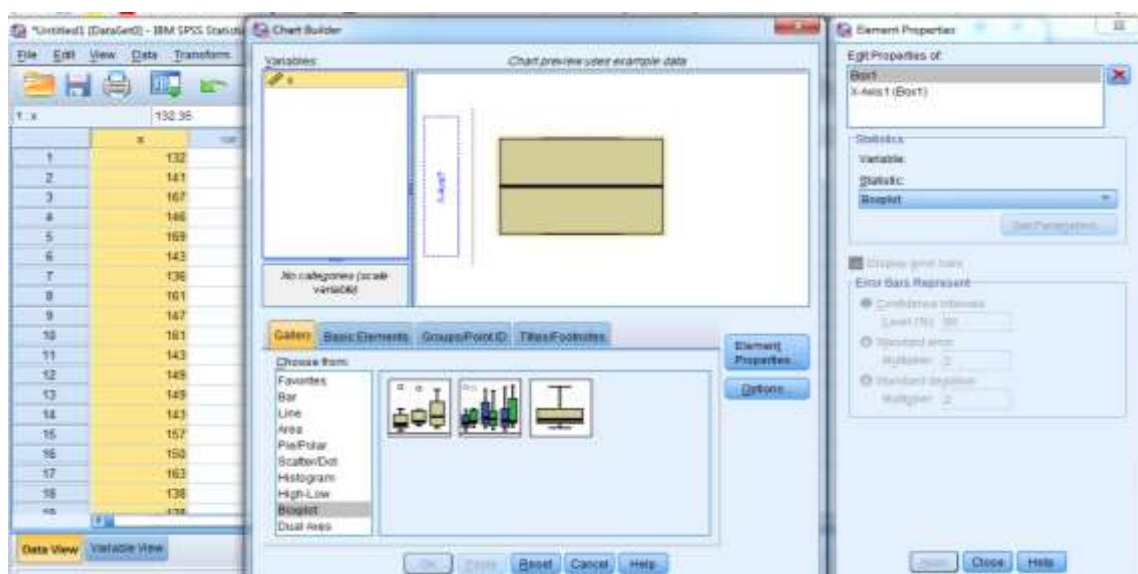 *Untitled1 [DataSet0] - IBM SPSS Statisti
File Edit View Data Transform
1 : x 132.35
x var
1 132
2 141
3 167
4 146
5 169
6 143
7 136
8 161
9 147
10 161
11 143
12 149
13 149
14 143
15 157
16 150
17 163
18 138
Data View Variable View
Chart Builder
Variables:
Chart preview uses example data
x
X-Axis?
No categories (scale
variable)
Gallery Basic Elements Groups/Point ID Titles/Footnotes
Choose from:
Favorites
Bar
Line
Area
Pie/Polar
Scatter/Dot
Histogram
High-Low
Boxplot
Dual Axes
Element
Properties...
Options...
OK Paste Reset Cancel Help
Element Properties
Edit Properties of:
Box1
X-Axis1 (Box1)
Statistics
Variable:
Statistic:
Boxplot
Set Parameters...
Display error bars
Error Bars Represent
Confidence intervals
Level (%): 95
Standard error
Multiplier: 2
Standard deviation
Multiplier: 2
Apply Close Help